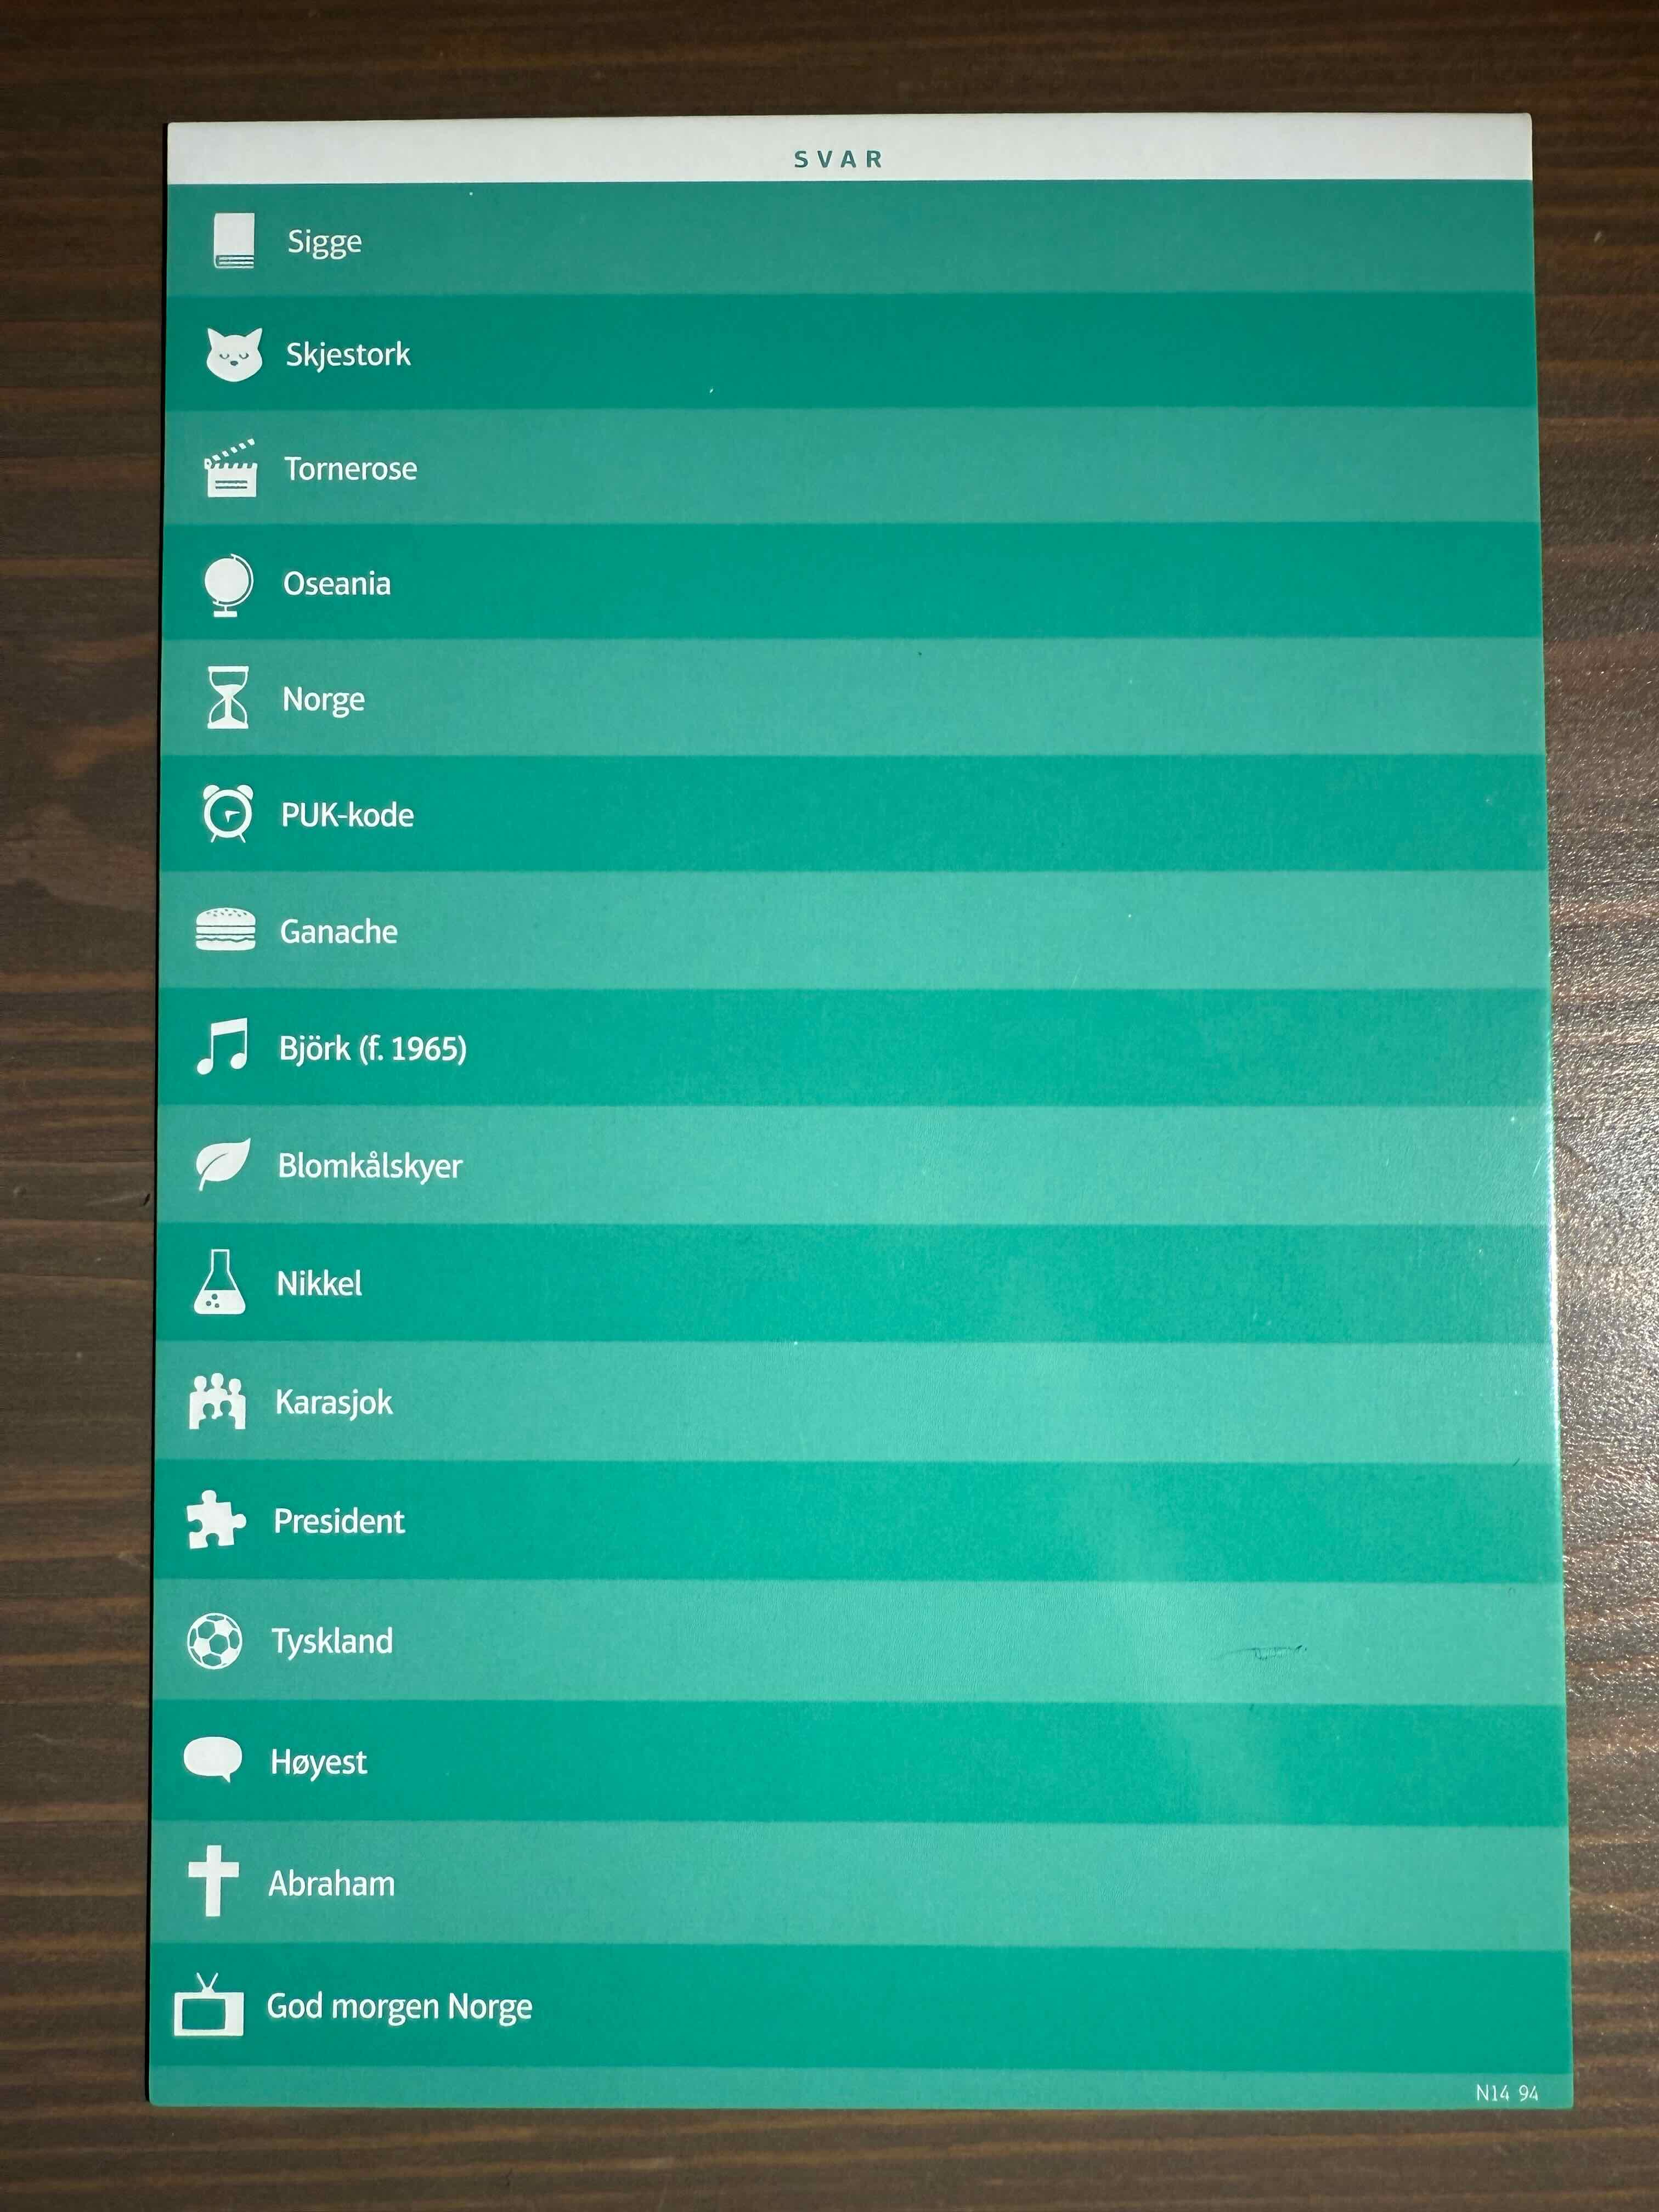 SVAR
Sigge
Skjestork
Tornerose
Oseania
Norge
PUK-kode
Ganache
Björk (f. 1965)
Blomkålskyer
Nikkel
Karasjok
President
Tyskland
Høyest
Abraham
God morgen Norge
N14 94